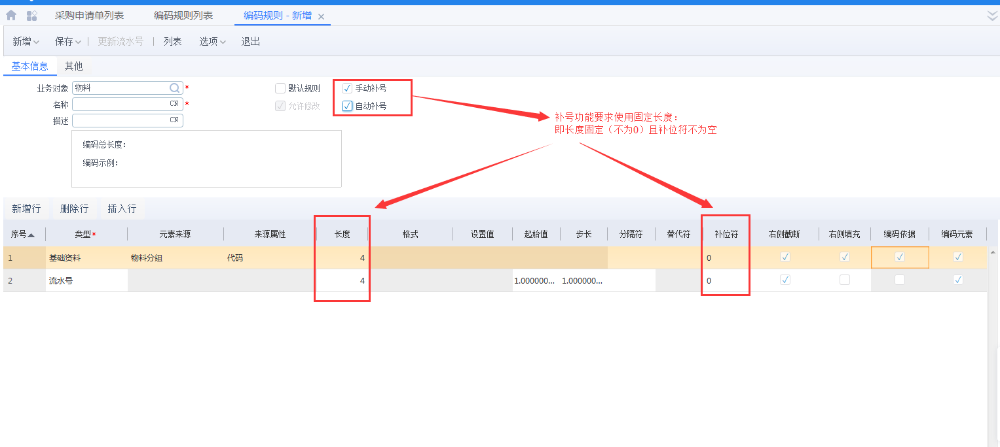 采购申请单列表 编码规则列表 编码规则 - 新增
新增 保存 更新流水号 列表 选项 退出
基本信息 其他
业务对象 物料 * 默认规则 手动补号
名称 CN * 允许修改 自动补号
描述 CN
补号功能要求使用固定长度:
即长度固定（不为0）且补位符不为空
编码总长度:
编码示例:
新增行 删除行 插入行
序号 类型* 元素来源 来源属性 长度 格式 设置值 起始值 步长 分隔符 替代符 补位符 右侧截断 右侧填充 编码依据 编码元素
1 基础资料 物料分组 代码 4 0
2 流水号 4 1.000000... 1.000000... 0